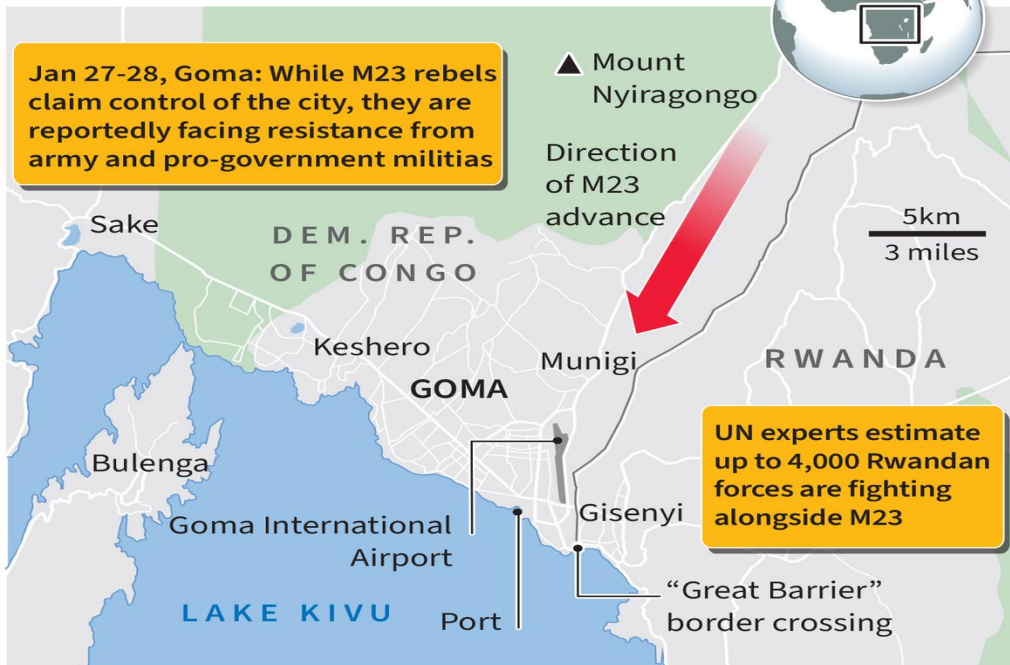 Jan 27-28, Goma: While M23 rebels
claim control of the city, they are
reportedly facing resistance from
army and pro-government militias
Mount
Nyiragongo
Direction
of M23
advance
5km
3 miles
Sake
DEM. REP.
OF CONGO
Keshero
GOMA
Munigi
RWANDA
UN experts estimate
up to 4,000 Rwandan
forces are fighting
alongside M23
Bulenga
Goma International
Airport
Gisenyi
LAKE KIVU
Port
“Great Barrier”
border crossing